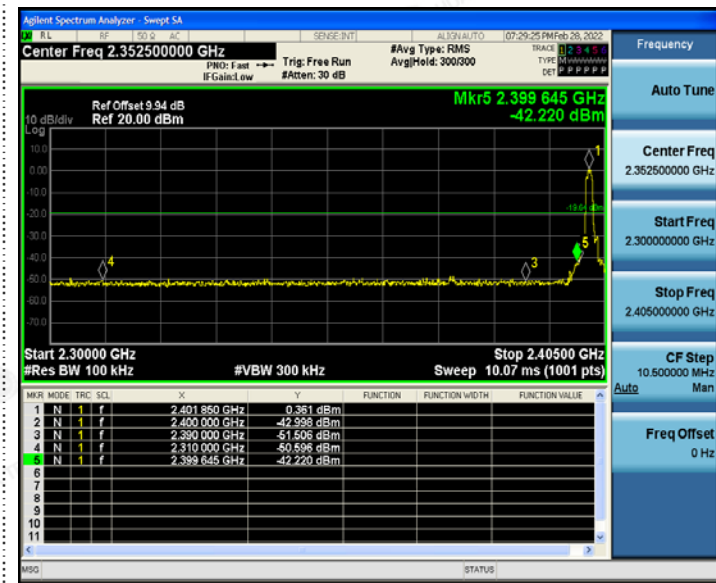 Agilent Spectrum Analyzer - Swept SA
RL RF 50 Ω AC SENSE:INT ALIGN AUTO 07:29:25 PM Feb 28, 2022
Center Freq 2.352500000 GHz
PNO: Fast
IFGain:Low
Trig: Free Run
#Atten: 30 dB
#Avg Type: RMS
Avg|Hold: 300/300
TRACE 1 2 3 4 5 6
TYPE M
DET P P P P P P
Mkr5 2.399 645 GHz
-42.220 dBm
Ref Offset 9.94 dB
10 dB/div Ref 20.00 dBm
Log
10.0
0.00
-10.0
-20.0
-30.0
-40.0
-50.0
-60.0
-70.0
-19.64 dBm
1
5
4
3
Start 2.30000 GHz Stop 2.40500 GHz
#Res BW 100 kHz #VBW 300 kHz Sweep 10.07 ms (1001 pts)
MKR MODE TRC SCL X Y FUNCTION FUNCTION WIDTH FUNCTION VALUE
1 N 1 f 2.401 850 GHz 0.361 dBm
2 N 1 f 2.400 000 GHz -42.998 dBm
3 N 1 f 2.390 000 GHz -51.506 dBm
4 N 1 f 2.310 000 GHz -50.596 dBm
5 N 1 f 2.399 645 GHz -42.220 dBm
6
7
8
9
10
11
MSG STATUS
Frequency
Auto Tune
Center Freq
2.352500000 GHz
Start Freq
2.300000000 GHz
Stop Freq
2.405000000 GHz
CF Step
10.500000 MHz
Auto Man
Freq Offset
0 Hz